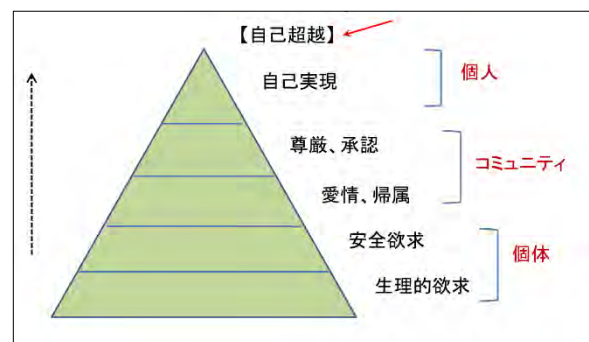 【自己超越】
自己実現
個人
尊厳、承認
コミュニティ
愛情、帰属
安全欲求
個体
生理的欲求